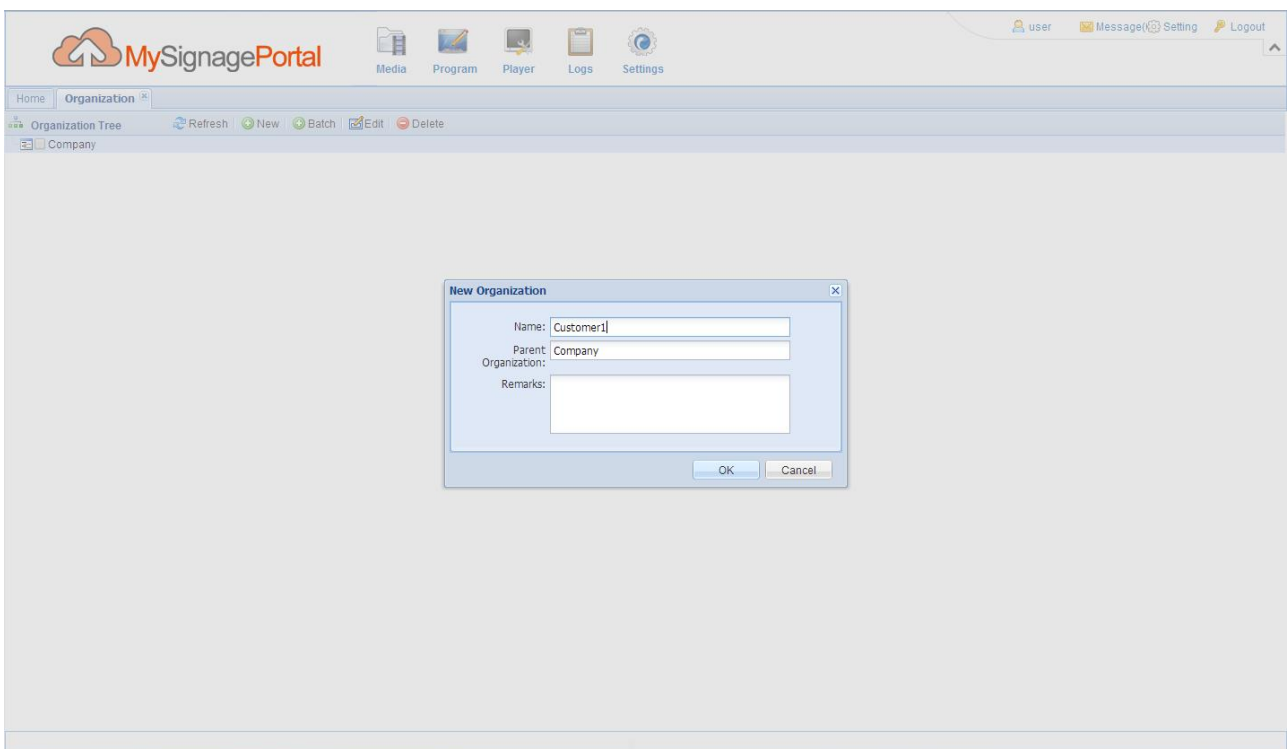 user Message( Setting Logout
MySignagePortal
Media Program Player Logs Settings
Home Organization
Organization Tree Refresh New Batch Edit Delete
Company
New Organization
Name: Customer1
Parent Organization: Company
Remarks:
OK Cancel